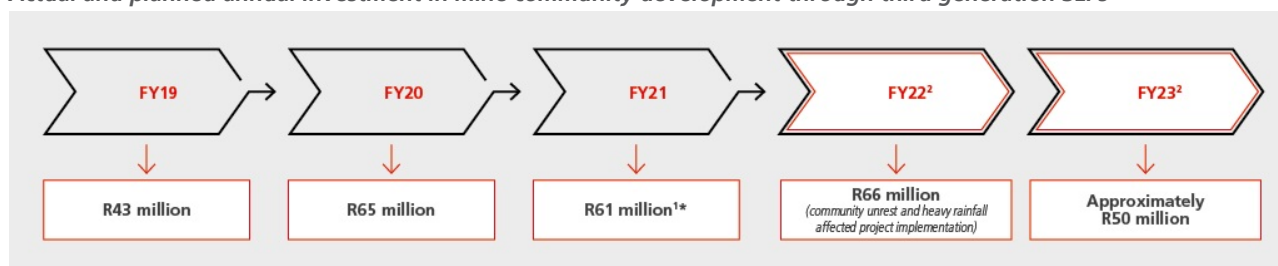 Actual and planned annual investment in mine community development through third generation SLPs
FY19
FY20
FY21
FY22²
FY23²
R43 million
R65 million
R61 million¹*
R66 million
(community unrest and heavy rainfall
affected project implementation)
Approximately
R50 million